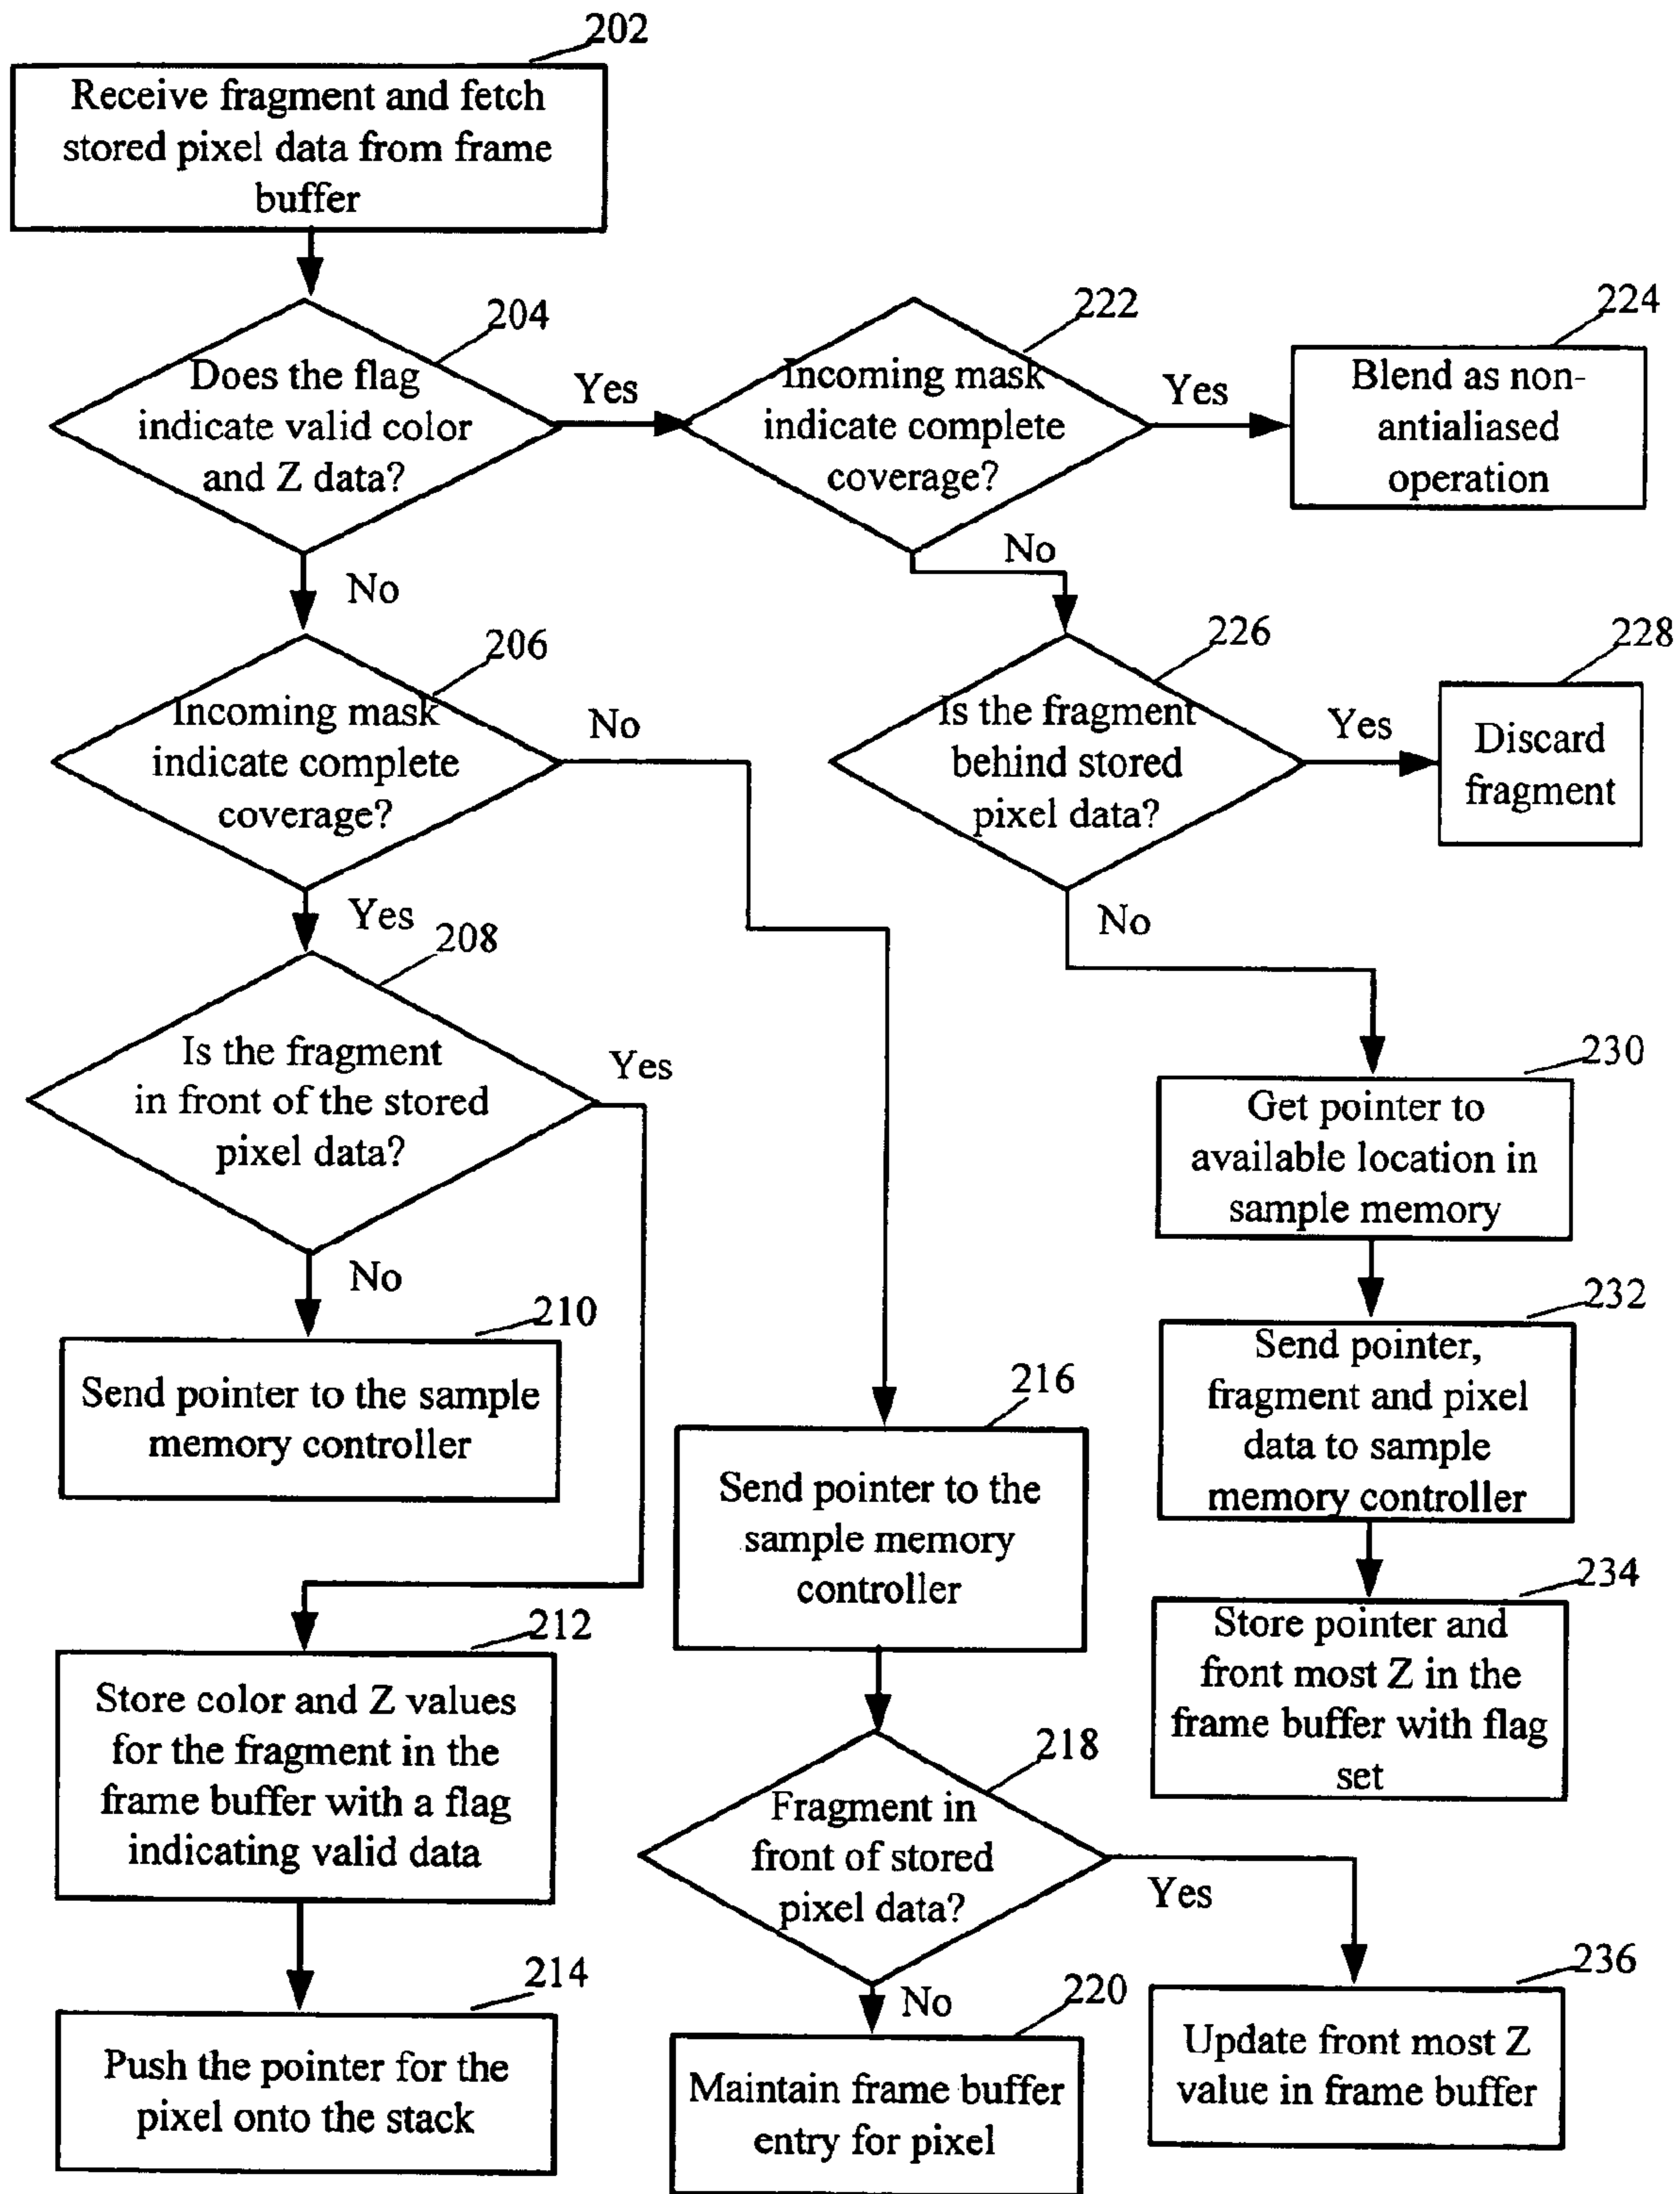 202
Receive fragment and fetch
stored pixel data from frame
buffer
204
Does the flag
indicate valid color
and Z data?
Yes
No
222
Incoming mask
indicate complete
coverage?
Yes
No
224
Blend as non-
antialiased
operation
206
Incoming mask
indicate complete
coverage?
No
Yes
226
Is the fragment
behind stored
pixel data?
Yes
No
228
Discard
fragment
208
Is the fragment
in front of the stored
pixel data?
Yes
No
210
Send pointer to the sample
memory controller
212
Store color and Z values
for the fragment in the
frame buffer with a flag
indicating valid data
214
Push the pointer for the
pixel onto the stack
216
Send pointer to the
sample memory
controller
218
Fragment in
front of stored
pixel data?
Yes
No
220
Maintain frame buffer
entry for pixel
230
Get pointer to
available location in
sample memory
232
Send pointer,
fragment and pixel
data to sample
memory controller
234
Store pointer and
front most Z in the
frame buffer with flag
set
236
Update front most Z
value in frame buffer